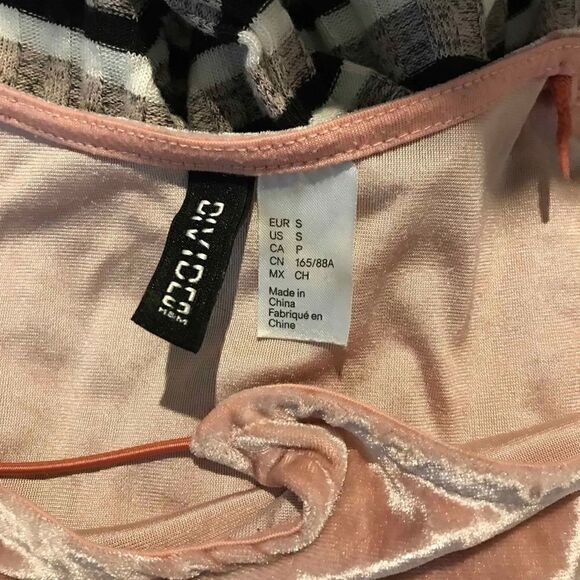 DIVIDED
H&M
EUR S
US S
CA P
CN 165/88A
MX CH
Made in
China
Fabriqué en
Chine